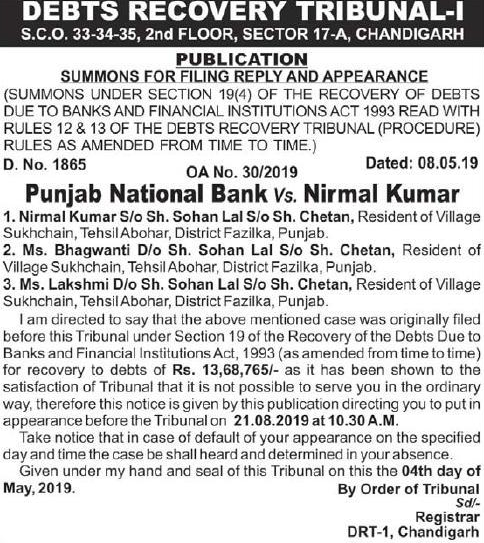 DEBTS RECOVERY TRIBUNAL-I
S.C.O. 33-34-35, 2nd FLOOR, SECTOR 17-A, CHANDIGARH
PUBLICATION
SUMMONS FOR FILING REPLY AND APPEARANCE
(SUMMONS UNDER SECTION 19(4) OF THE RECOVERY OF DEBTS
DUE TO BANKS AND FINANCIAL INSTITUTIONS ACT 1993 READ WITH
RULES 12 & 13 OF THE DEBTS RECOVERY TRIBUNAL (PROCEDURE)
RULES AS AMENDED FROM TIME TO TIME.)
D. No. 1865 OA No. 30/2019 Dated: 08.05.19
Punjab National Bank Vs. Nirmal Kumar
1. Nirmal Kumar S/o Sh. Sohan Lal S/o Sh. Chetan, Resident of Village
Sukhchain, Tehsil Abohar, District Fazilka, Punjab.
2. Ms. Bhagwanti D/o Sh. Sohan Lal S/o Sh. Chetan, Resident of
Village Sukhchain, Tehsil Abohar, District Fazilka, Punjab.
3. Ms. Lakshmi D/o Sh. Sohan Lal S/o Sh. Chetan, Resident of Village
Sukhchain, Tehsil Abohar, District Fazilka, Punjab.
I am directed to say that the above mentioned case was originally filed
before this Tribunal under Section 19 of the Recovery of the Debts Due to
Banks and Financial Institutions Act, 1993 (as amended from time to time)
for recovery to debts of Rs. 13,68,765/- as it has been shown to the
satisfaction of Tribunal that it is not possible to serve you in the ordinary
way, therefore this notice is given by this publication directing you to put in
appearance before the Tribunal on 21.08.2019 at 10.30 A.M.
Take notice that in case of default of your appearance on the specified
day and time the case be shall heard and determined in your absence.
Given under my hand and seal of this Tribunal on this the 04th day of
May, 2019. By Order of Tribunal
Sd/-
Registrar
DRT-1, Chandigarh